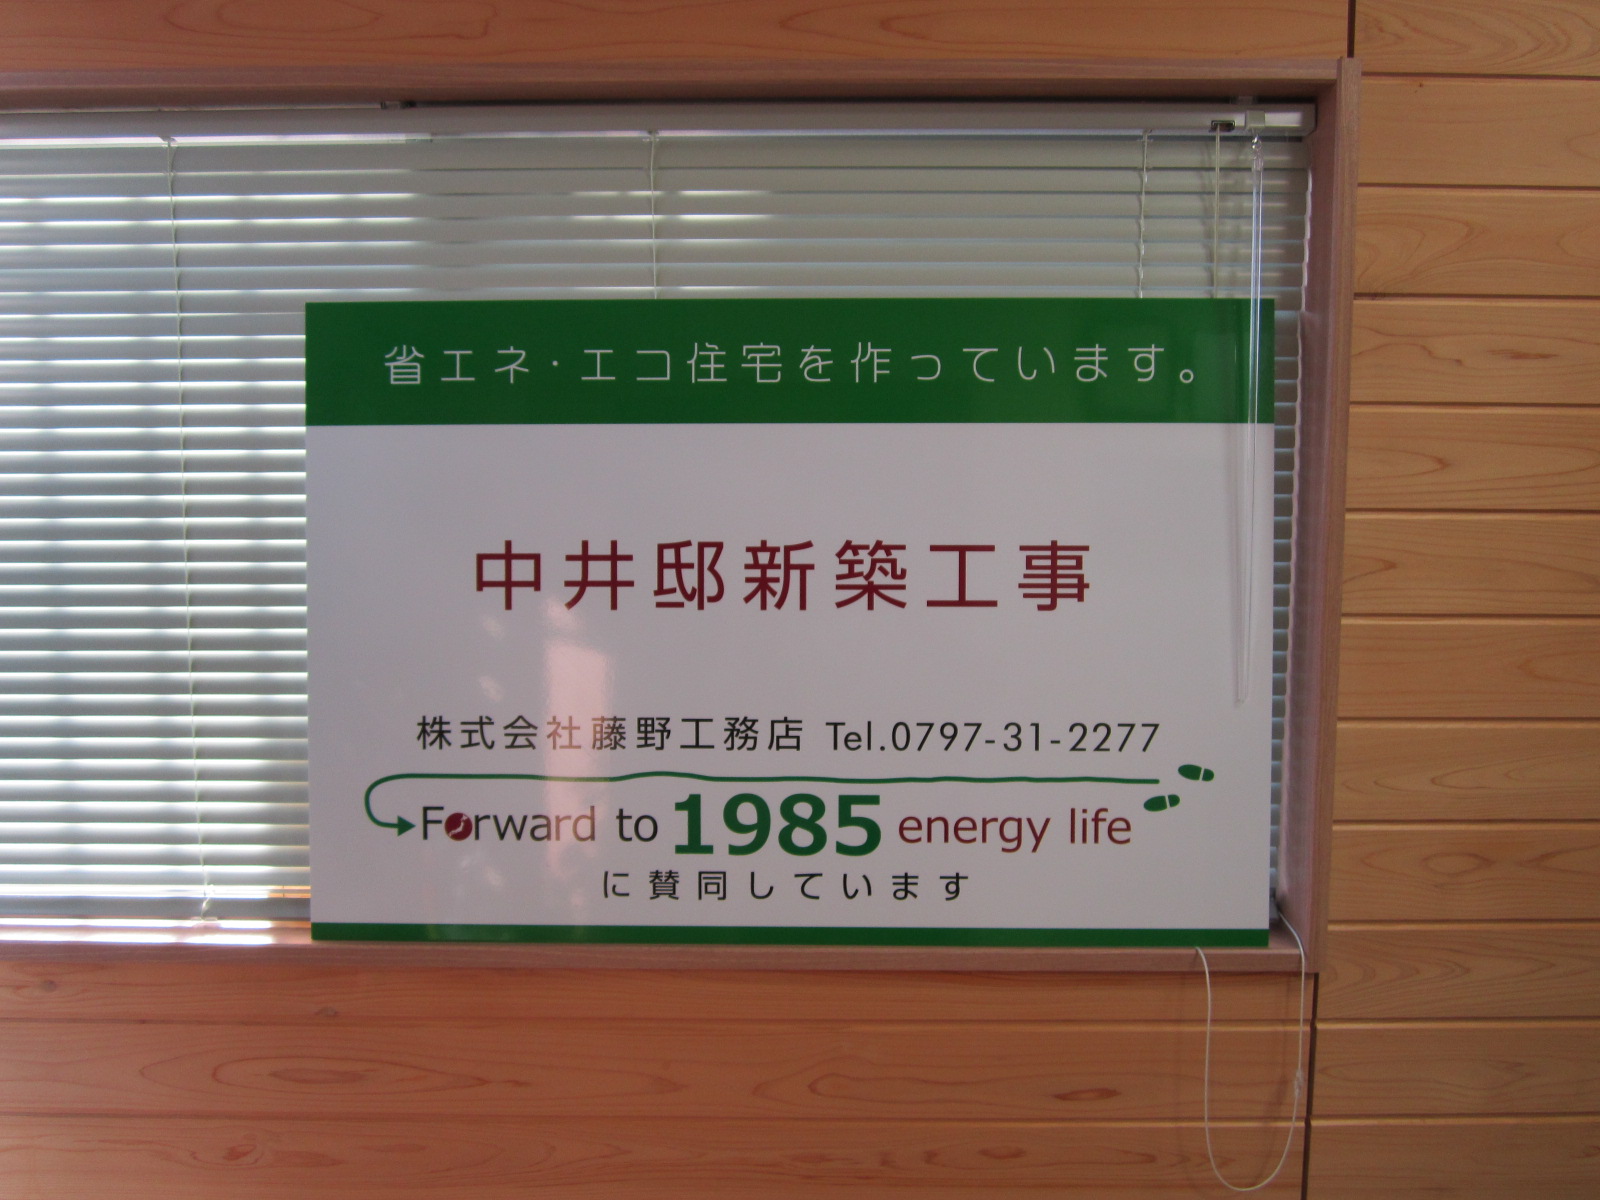 省エネ・エコ住宅を作っています。
中井邸新築工事
株式会社藤野工務店 Tel.0797-31-2277
Forward to 1985 energy life
に賛同しています